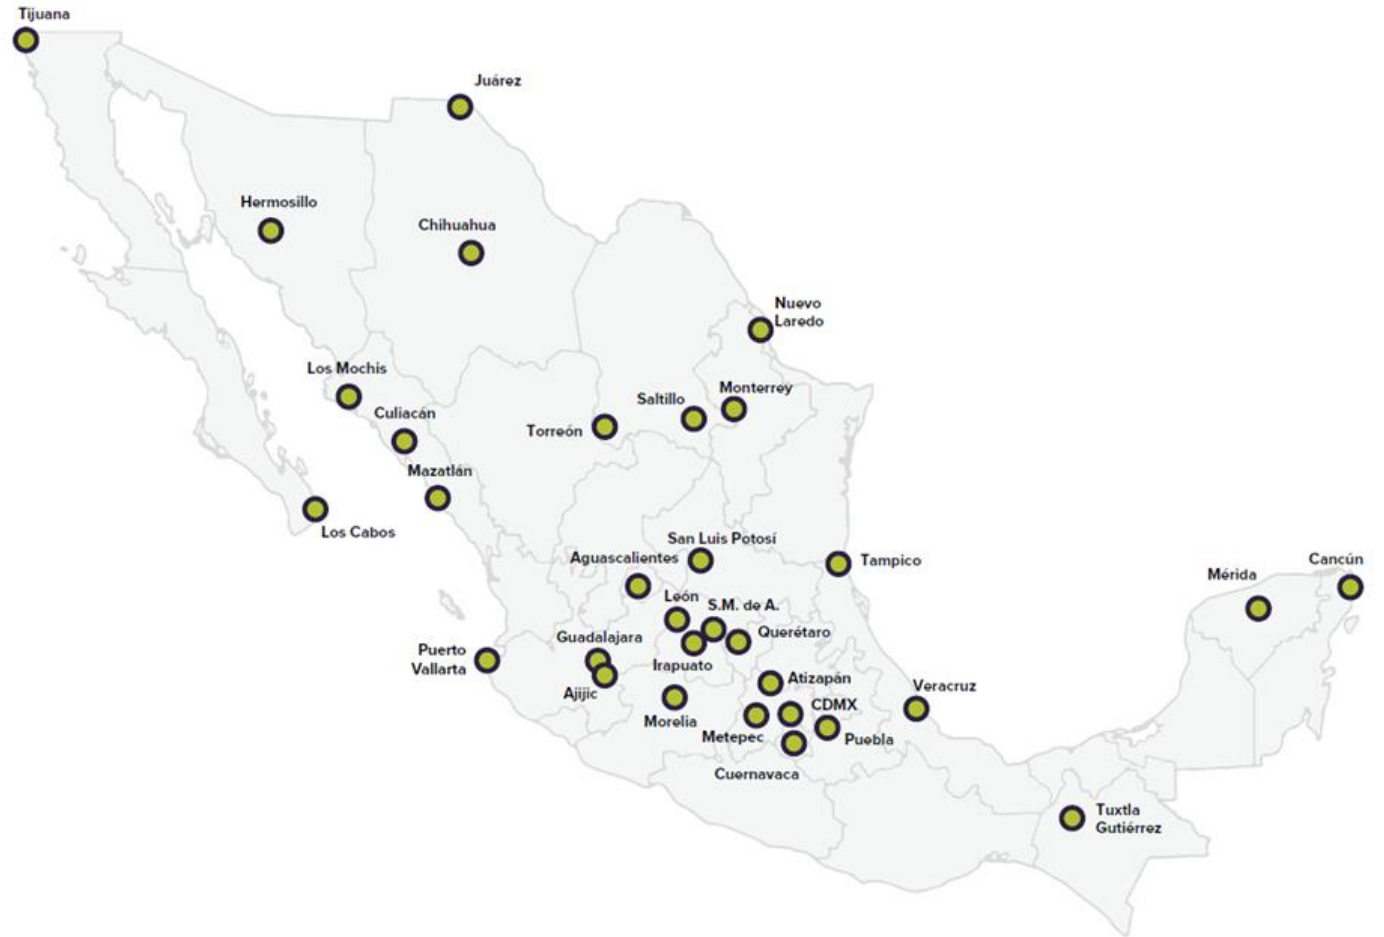 Tijuana
Juárez
Hermosillo
Chihuahua
Nuevo
Laredo
Los Mochis
Monterrey
Saltillo
Culiacán
Torreón
Mazatlán
Los Cabos
San Luis Potosí
Aguascalientes
Tampico
Cancún
Mérida
León
S.M. de A.
Querétaro
Guadalajara
Puerto
Vallarta
Irapuato
Atizapán
Ajijic
Veracruz
CDMX
Morelia
Metepec
Puebla
Cuernavaca
Tuxtla
Gutiérrez